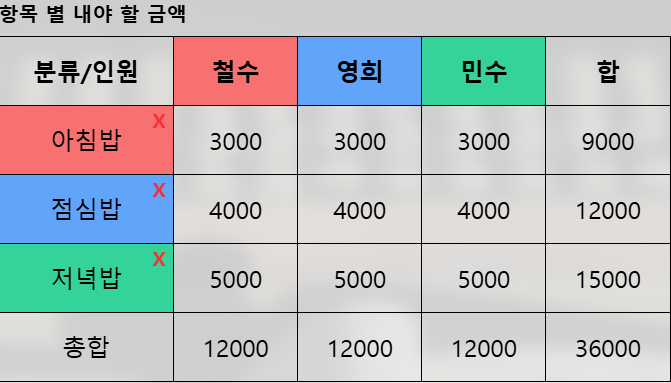 항목 별 내야 할 금액
분류/인원 철수 영희 민수 합
아침밥 X 3000 3000 3000 9000
점심밥 X 4000 4000 4000 12000
저녁밥 X 5000 5000 5000 15000
총합 12000 12000 12000 36000